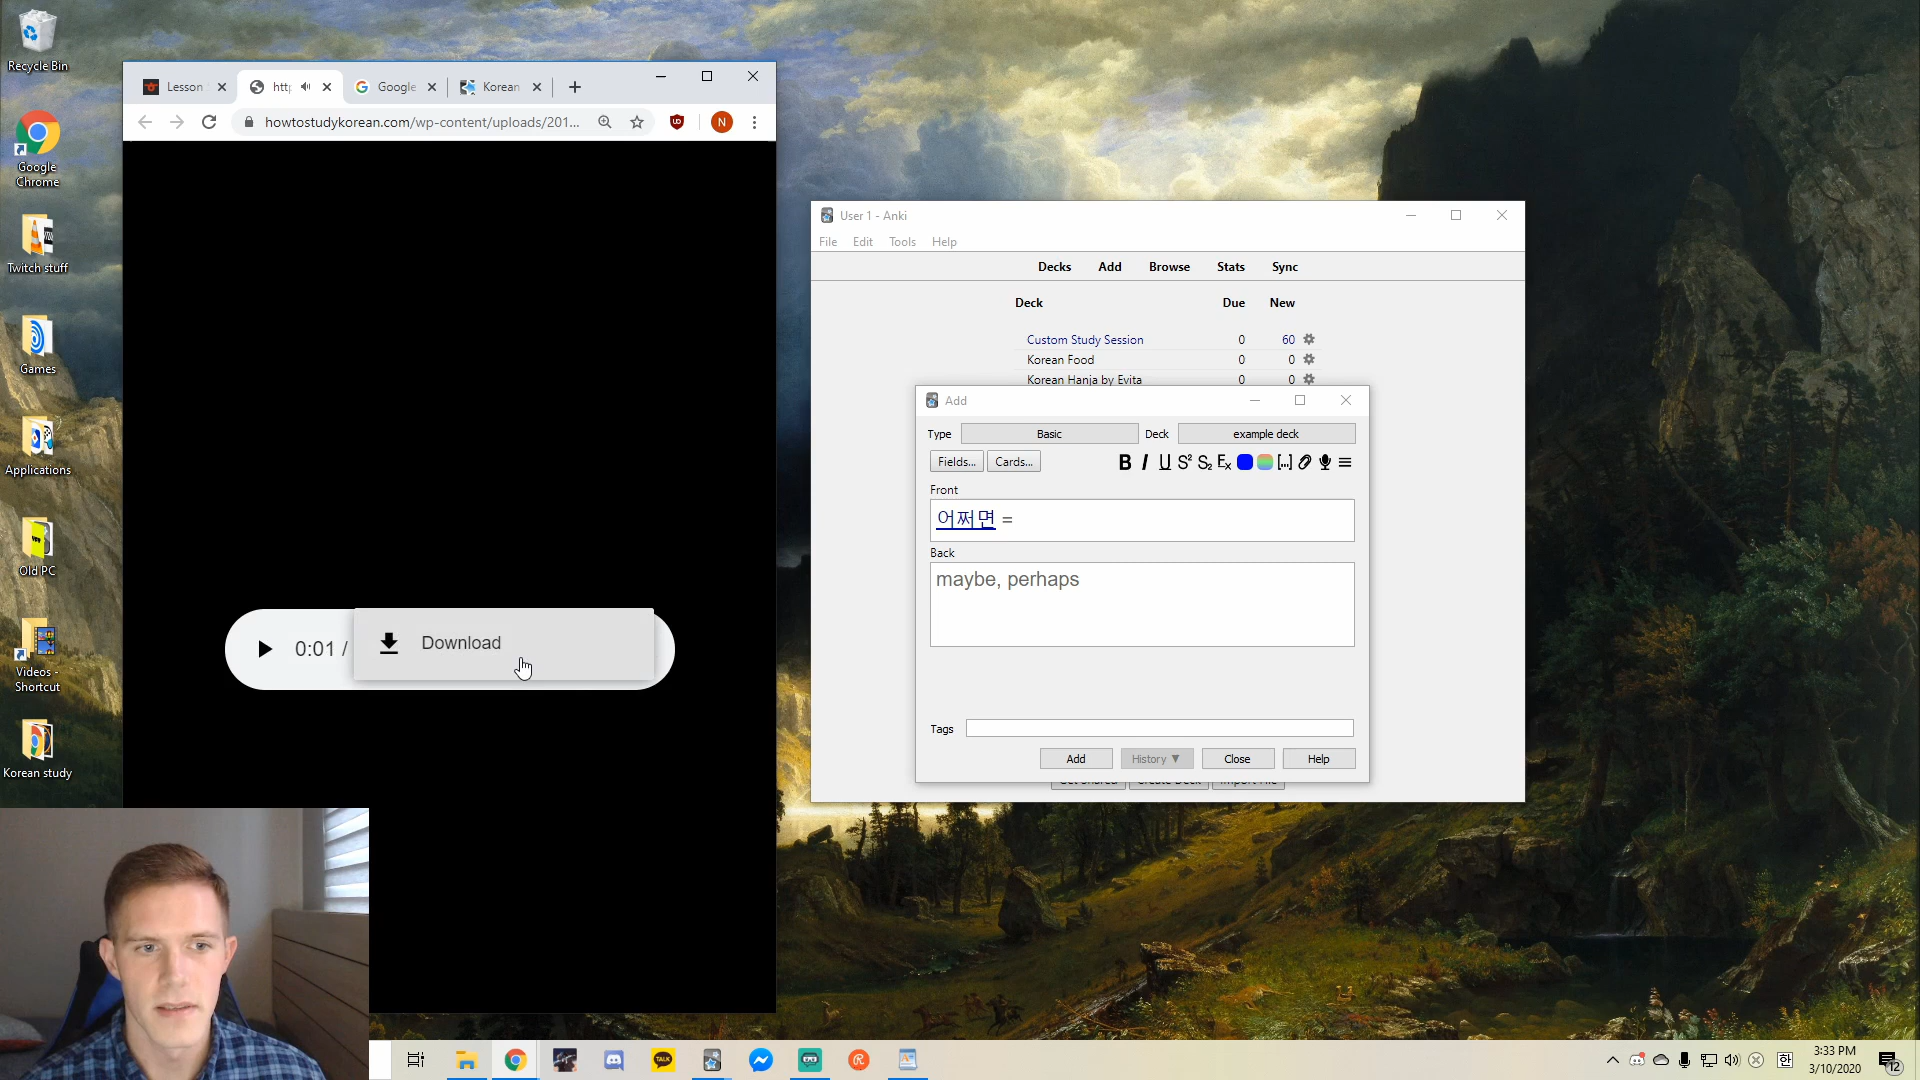 Recycle Bin
Google
Chrome
Twitch stuff
Games
Applications
Old PC
Videos -
Shortcut
Korean study
Lesson
Google
Korean
howtostudykorean.com/wp-content/uploads/201...
N
0:01 /
Download
User 1 - Anki
File Edit Tools Help
Decks Add Browse Stats Sync
Deck Due New
Custom Study Session 0 60
Korean Food 0 0
Korean Hanja by Evita 0 0
Add
Type Basic Deck example deck
Fields... Cards...
Front
어쩌면 =
Back
maybe, perhaps
Tags
Add History ▼ Close Help
TALK
한
3:33 PM
3/10/2020
12